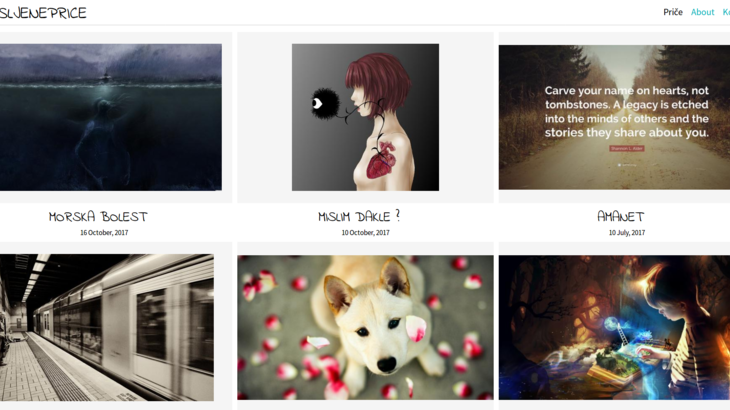 SLJENEPRICE
Priče About
Carve your name on hearts, not
tombstones. A legacy is etched
into the minds of others and the
stories they share about you.
MORSKA BOLEST
16 October, 2017
MISLIM DAKLE ?
10 October, 2017
AMANET
10 July, 2017